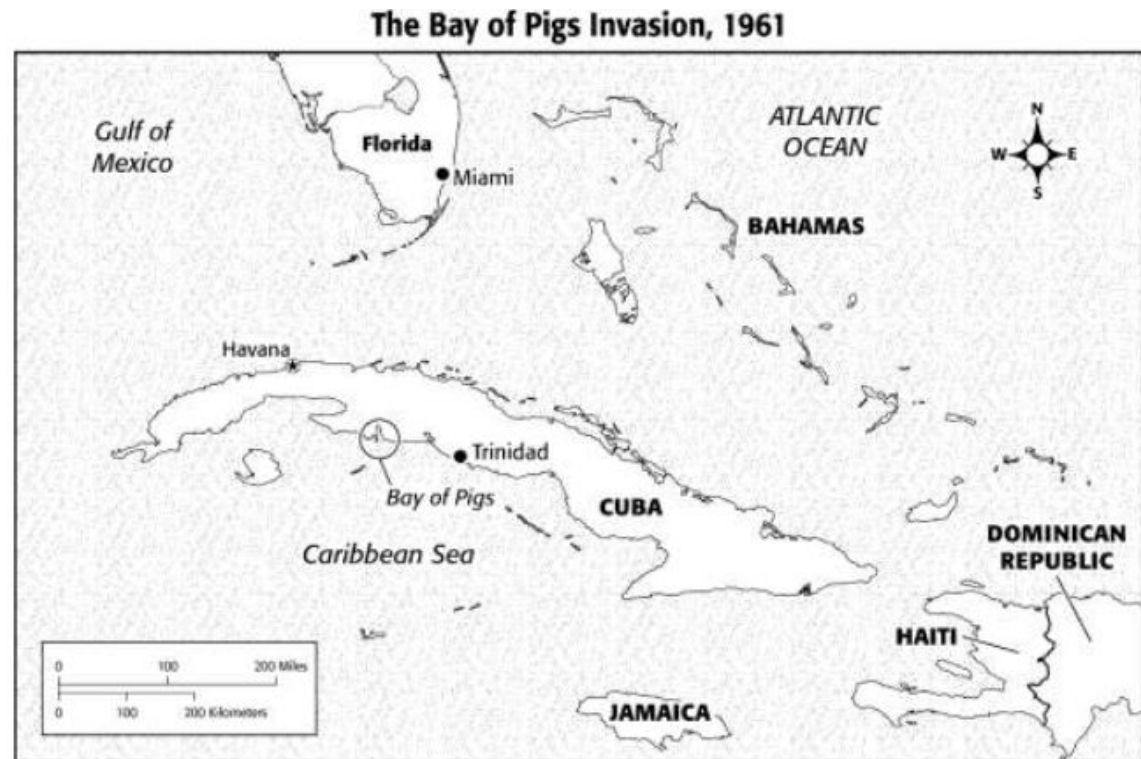 The Bay of Pigs Invasion, 1961
Gulf of
Mexico
Florida
Miami
ATLANTIC
OCEAN
N
W
E
S
BAHAMAS
Havana
Trinidad
Bay of Pigs
CUBA
Caribbean Sea
DOMINICAN
REPUBLIC
HAITI
JAMAICA
0 100 200 Miles
0 100 200 Kilometers